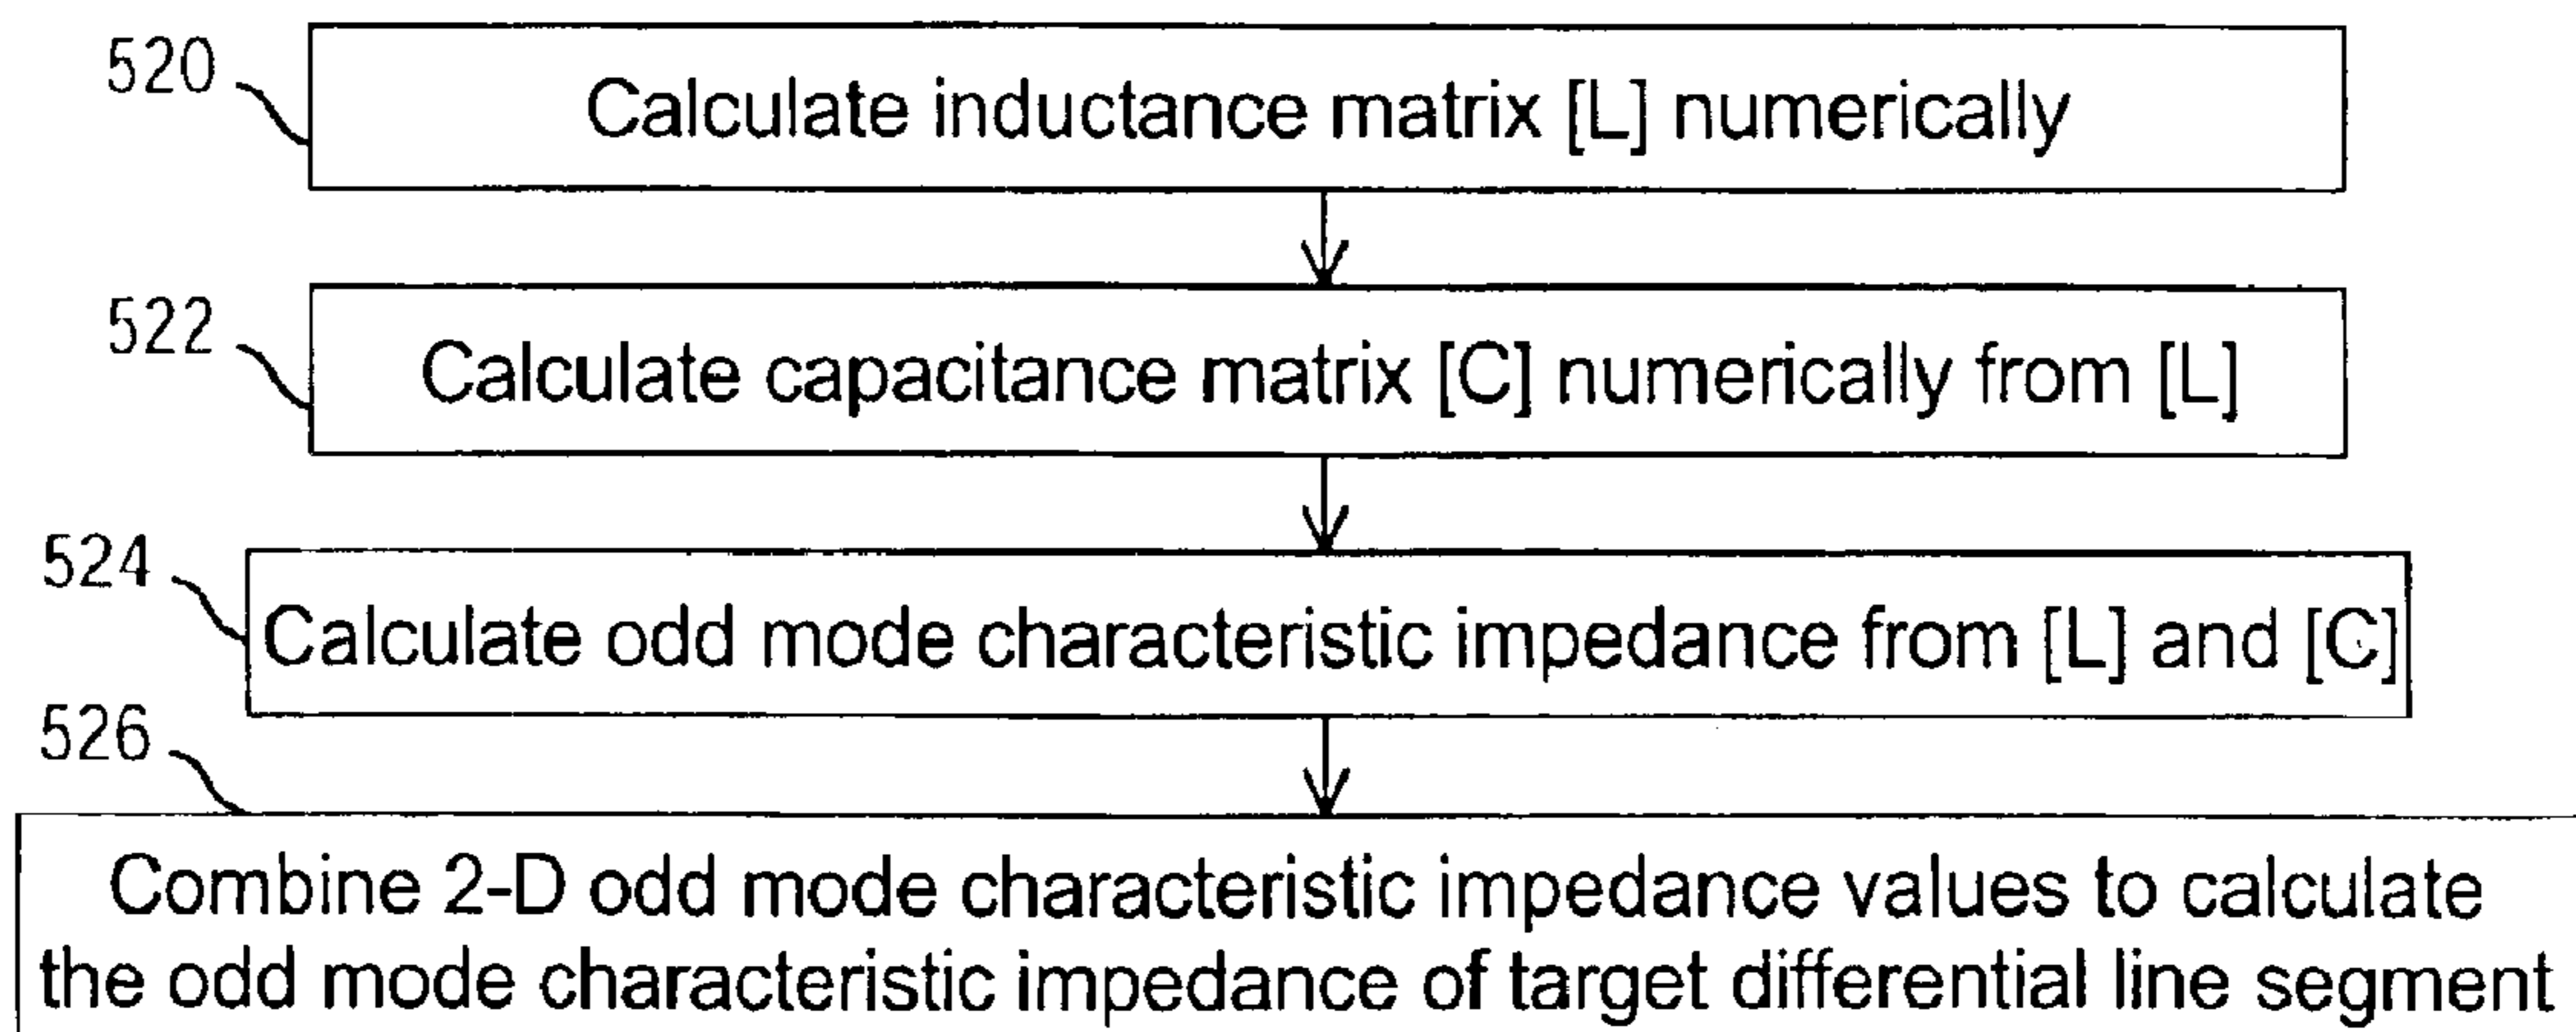 520
Calculate inductance matrix [L] numerically
522
Calculate capacitance matrix [C] numerically from [L]
524
Calculate odd mode characteristic impedance from [L] and [C]
526
Combine 2-D odd mode characteristic impedance values to calculate
the odd mode characteristic impedance of target differential line segment